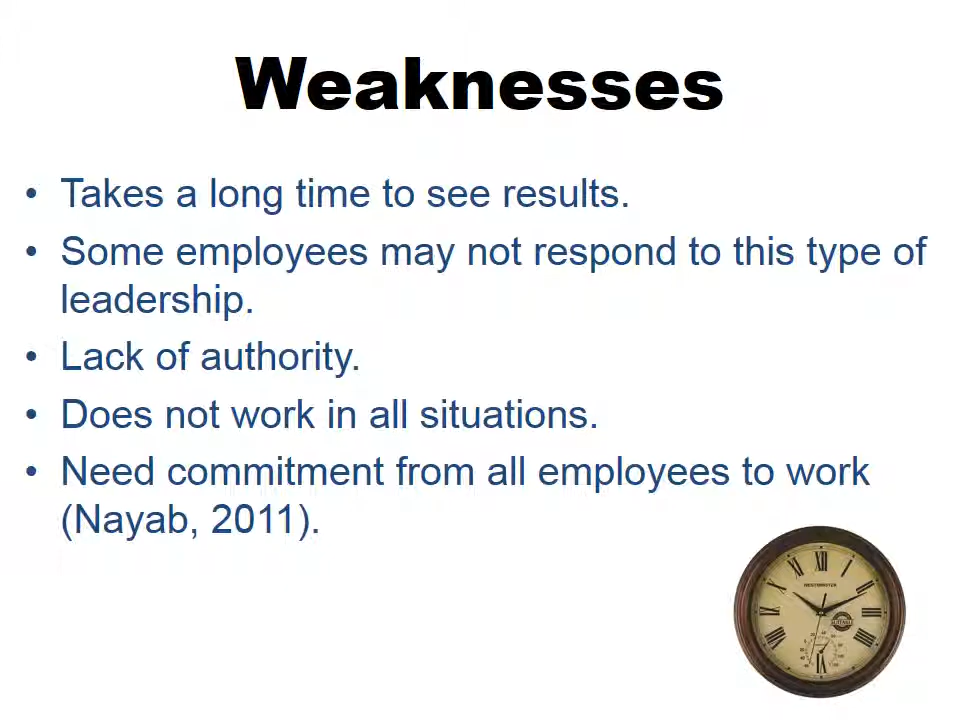 Weaknesses
• Takes a long time to see results.
• Some employees may not respond to this type of
leadership.
• Lack of authority.
• Does not work in all situations.
• Need commitment from all employees to work
(Nayab, 2011).